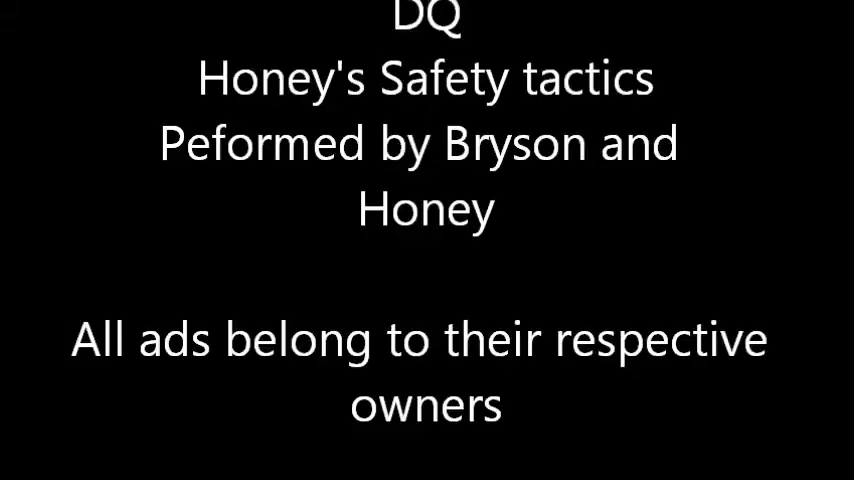 DQ
Honey's Safety tactics
Peformed by Bryson and
Honey
All ads belong to their respective
owners